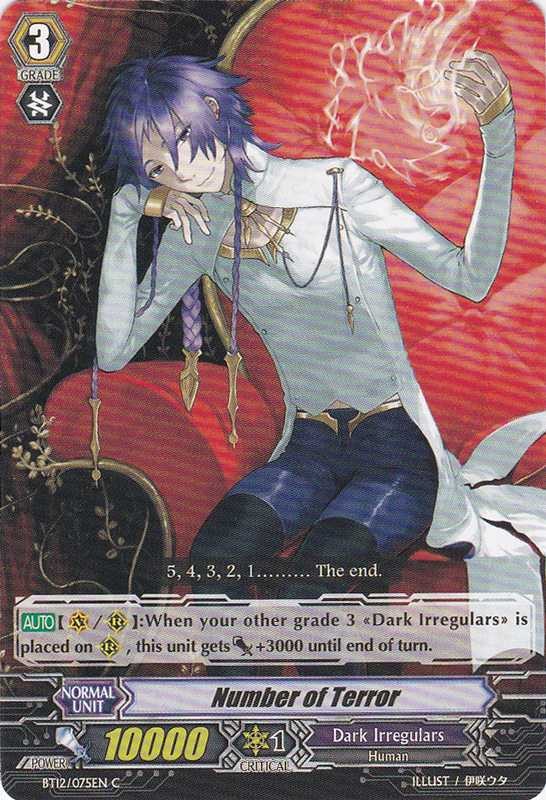 3
GRADE
5, 4, 3, 2, 1......... The end.
AUTO【 V / R 】:When your other grade 3 «Dark Irregulars» is
placed on R , this unit gets +3000 until end of turn.
NORMAL
UNIT
Number of Terror
POWER
10000
1
CRITICAL
Dark Irregulars
Human
BT12/075EN C
ILLUST / 伊咲ウタ